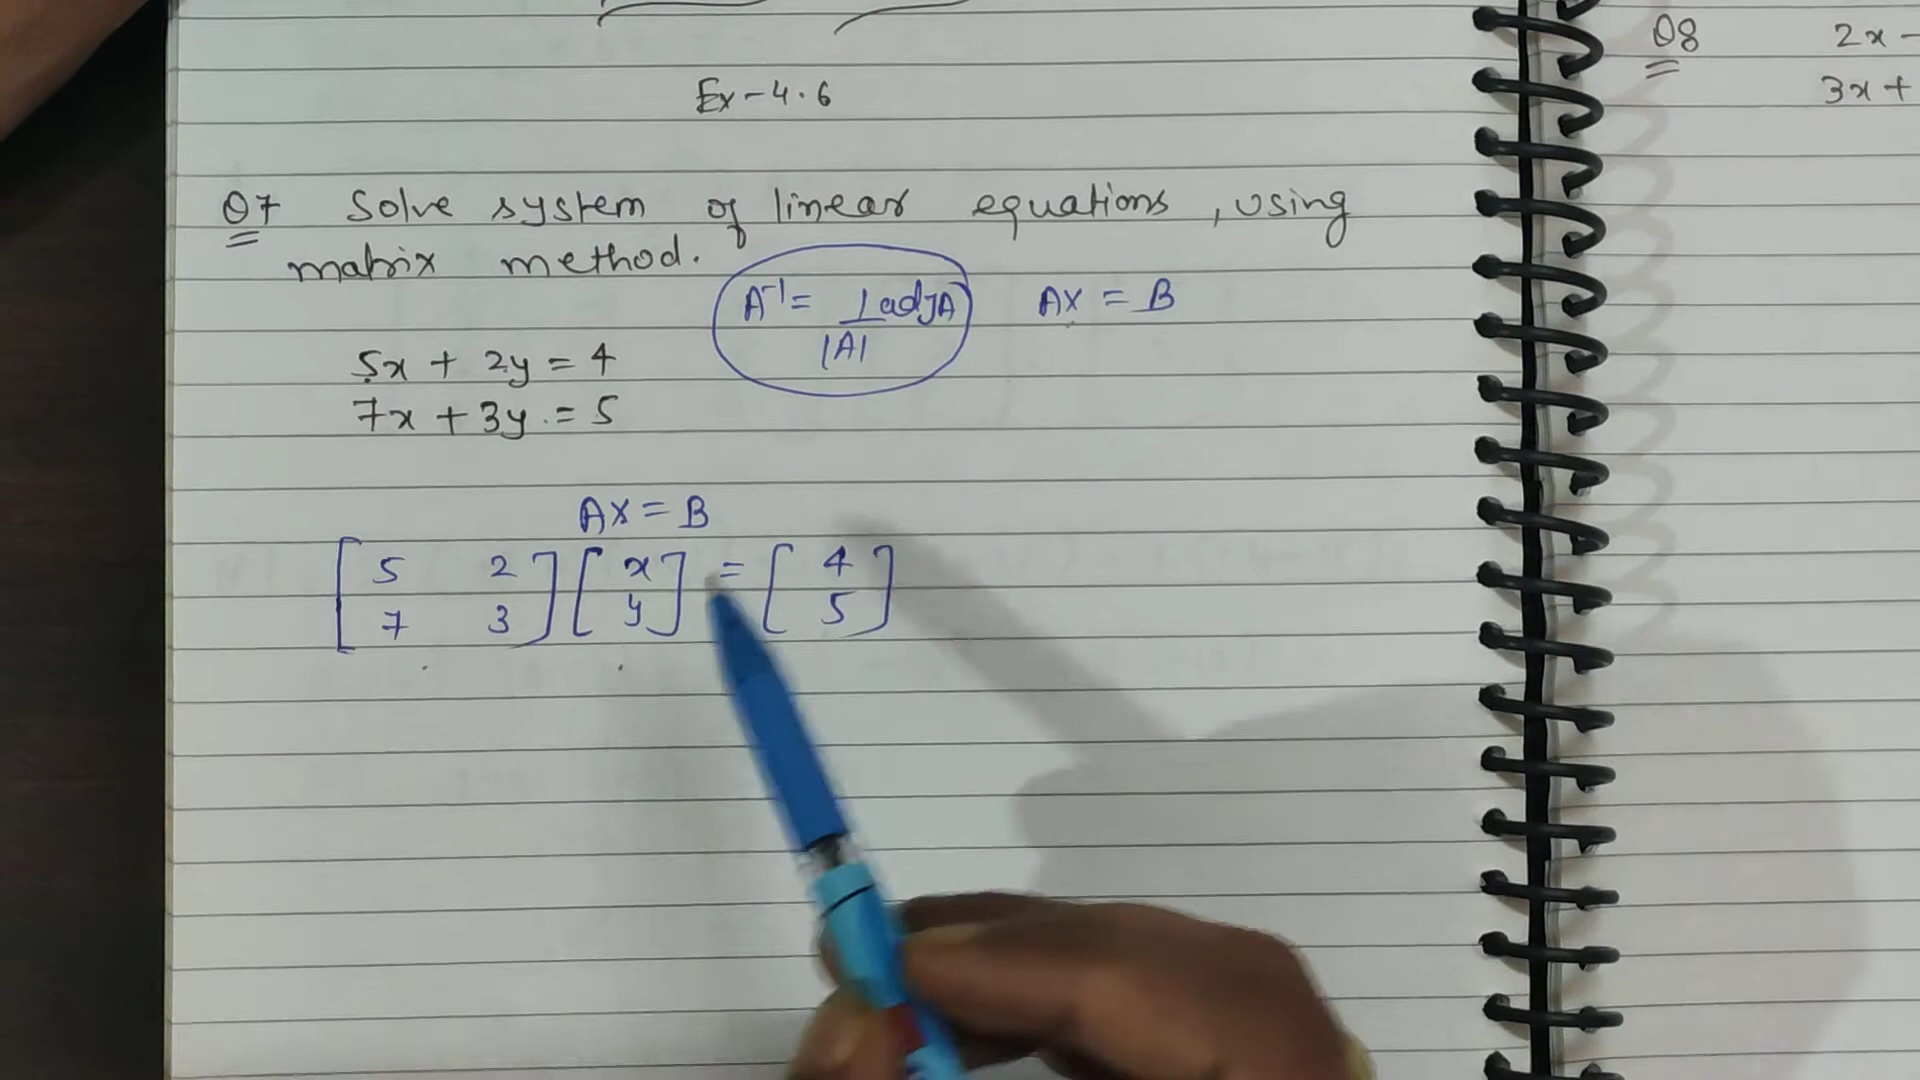 Ex-4.6
Q7 Solve system of linear equations, using
matrix method.
A⁻¹ = 1 adjA
|A|
AX = B
5x + 2y = 4
7x + 3y = 5
AX = B
[5 2] [x] = [4]
[7 3] [y] [5]
Q8 2x -
3x +